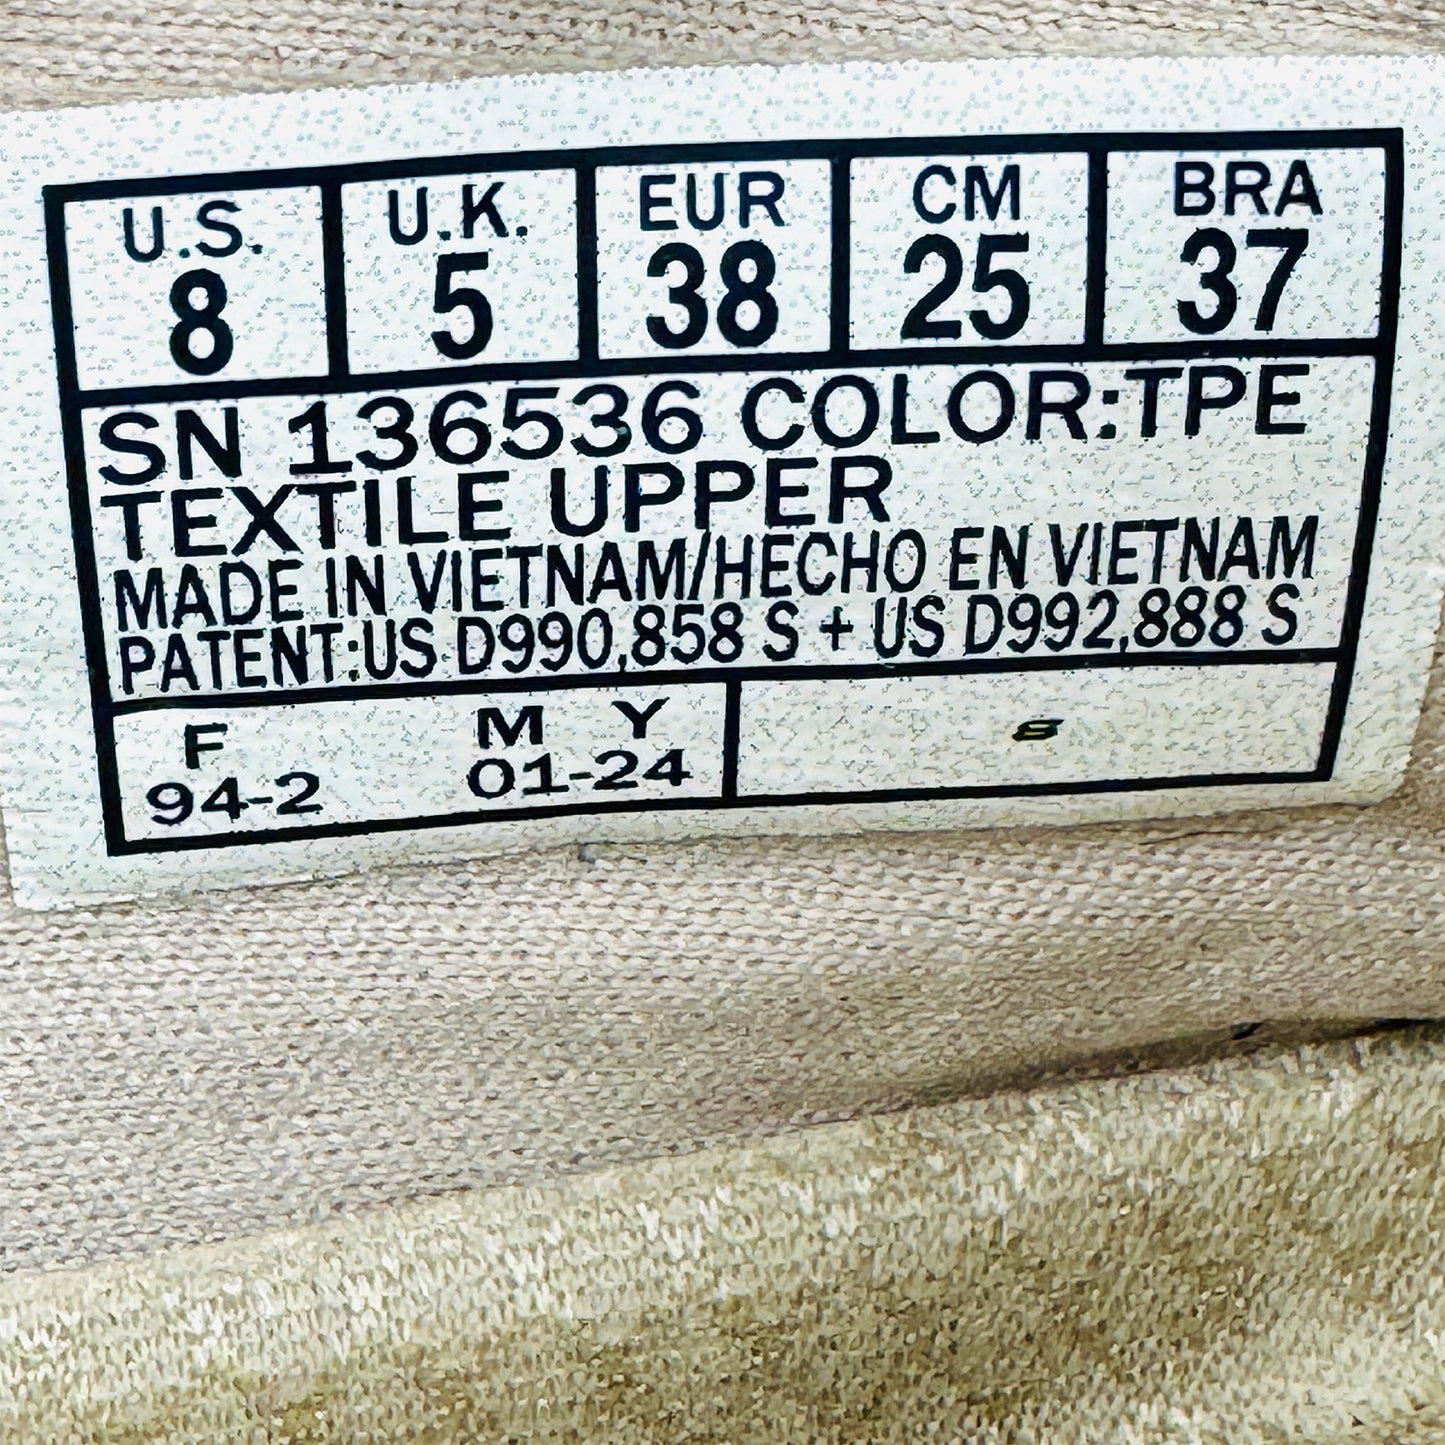 U.S. U.K. EUR CM BRA
8 5 38 25 37
SN 136536 COLOR:TPE
TEXTILE UPPER
MADE IN VIETNAM/HECHO EN VIETNAM
PATENT:US D990,858 S + US D992,888 S
F M Y
94-2 01-24